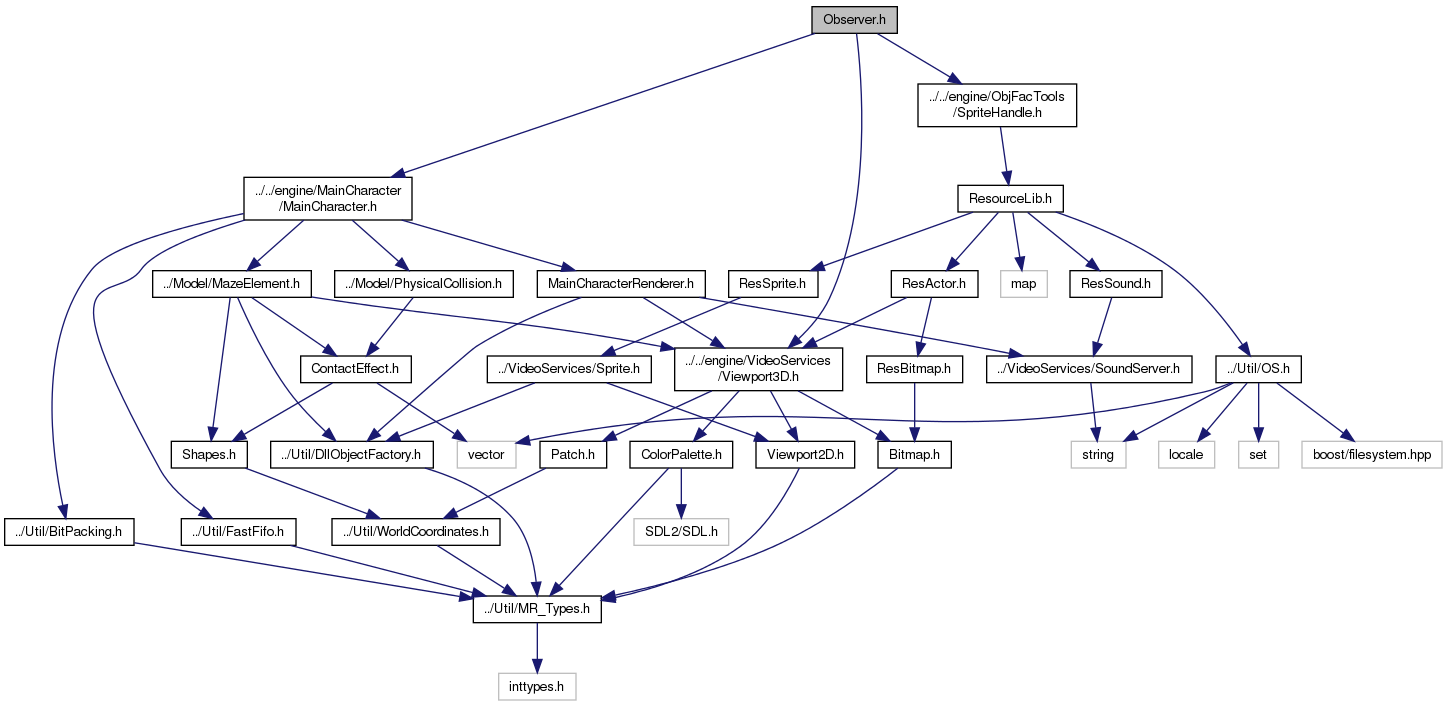 Observer.h
../../engine/ObjFacTools
/SpriteHandle.h
../../engine/MainCharacter
/MainCharacter.h
ResourceLib.h
../Model/MazeElement.h
../Model/PhysicalCollision.h
MainCharacterRenderer.h
ResSprite.h
ResActor.h
map
ResSound.h
ContactEffect.h
../VideoServices/Sprite.h
../../engine/VideoServices
/Viewport3D.h
ResBitmap.h
../VideoServices/SoundServer.h
../Util/OS.h
Shapes.h
../Util/DllObjectFactory.h
vector
Patch.h
ColorPalette.h
Viewport2D.h
Bitmap.h
string
locale
set
boost/filesystem.hpp
../Util/BitPacking.h
../Util/FastFifo.h
../Util/WorldCoordinates.h
SDL2/SDL.h
../Util/MR_Types.h
inttypes.h